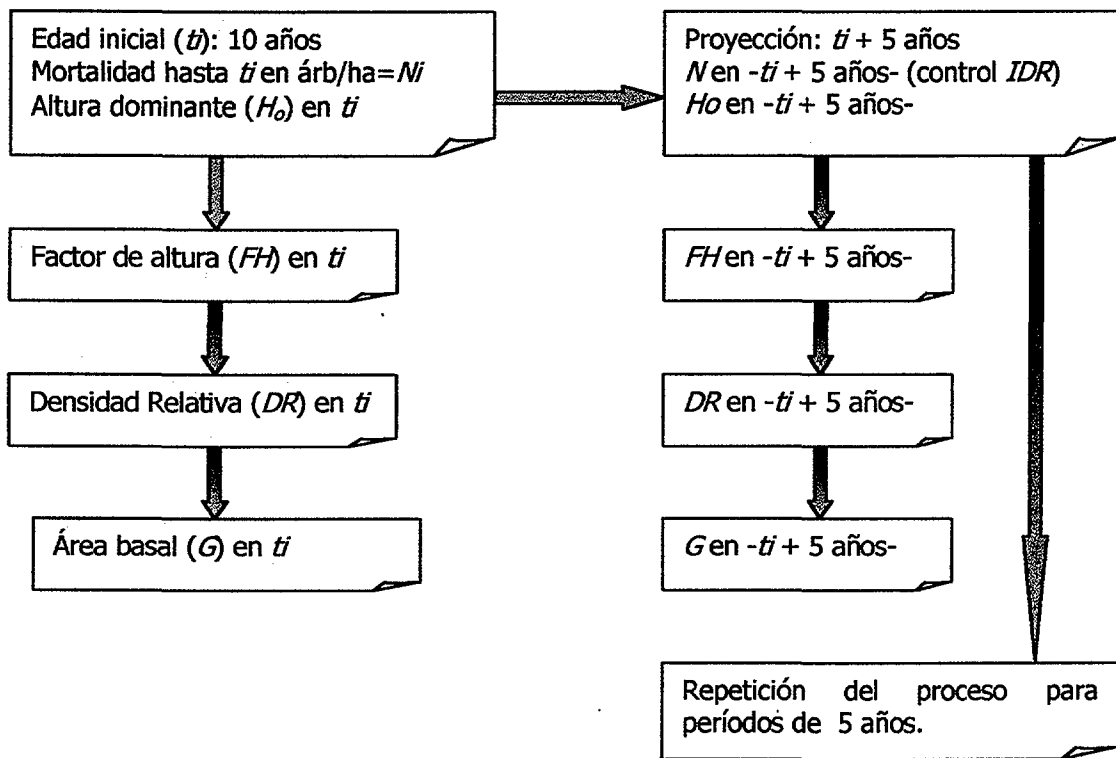 Edad inicial (ti): 10 años
Mortalidad hasta ti en árb/ha=Ni
Altura dominante (Ho) en ti
Factor de altura (FH) en ti
Densidad Relativa (DR) en ti
Área basal (G) en ti
Proyección: ti + 5 años
N en -ti + 5 años- (control IDR)
Ho en -ti + 5 años-
FH en -ti + 5 años-
DR en -ti + 5 años-
G en -ti + 5 años-
Repetición del proceso para
períodos de 5 años.